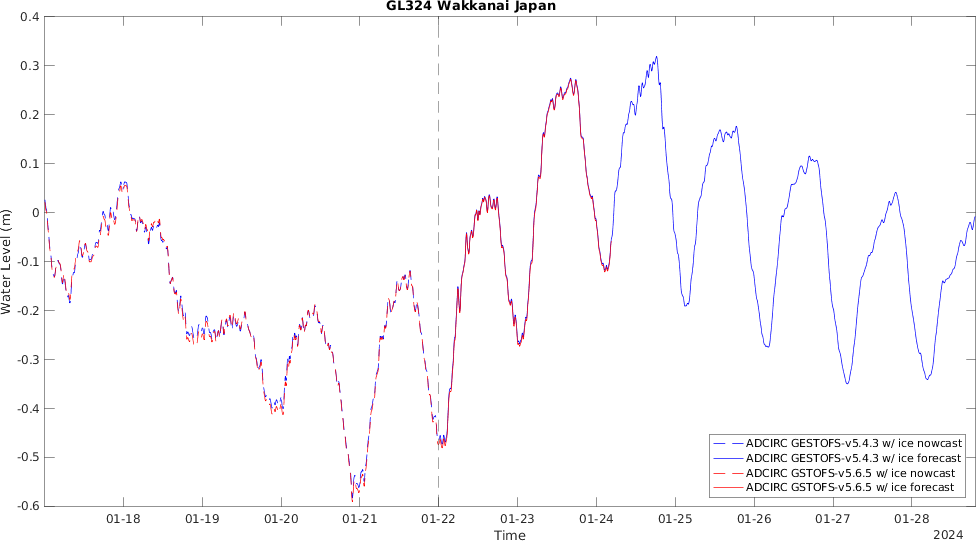 GL324 Wakkanai Japan
0.4
0.3
0.2
0.1
0
-0.1
-0.2
-0.3
-0.4
-0.5
-0.6
Water Level (m)
ADCIRC GESTOFS-v5.4.3 w/ ice nowcast
ADCIRC GESTOFS-v5.4.3 w/ ice forecast
ADCIRC GSTOFS-v5.6.5 w/ ice nowcast
ADCIRC GSTOFS-v5.6.5 w/ ice forecast
01-18 01-19 01-20 01-21 01-22 01-23 01-24 01-25 01-26 01-27 01-28
Time
2024